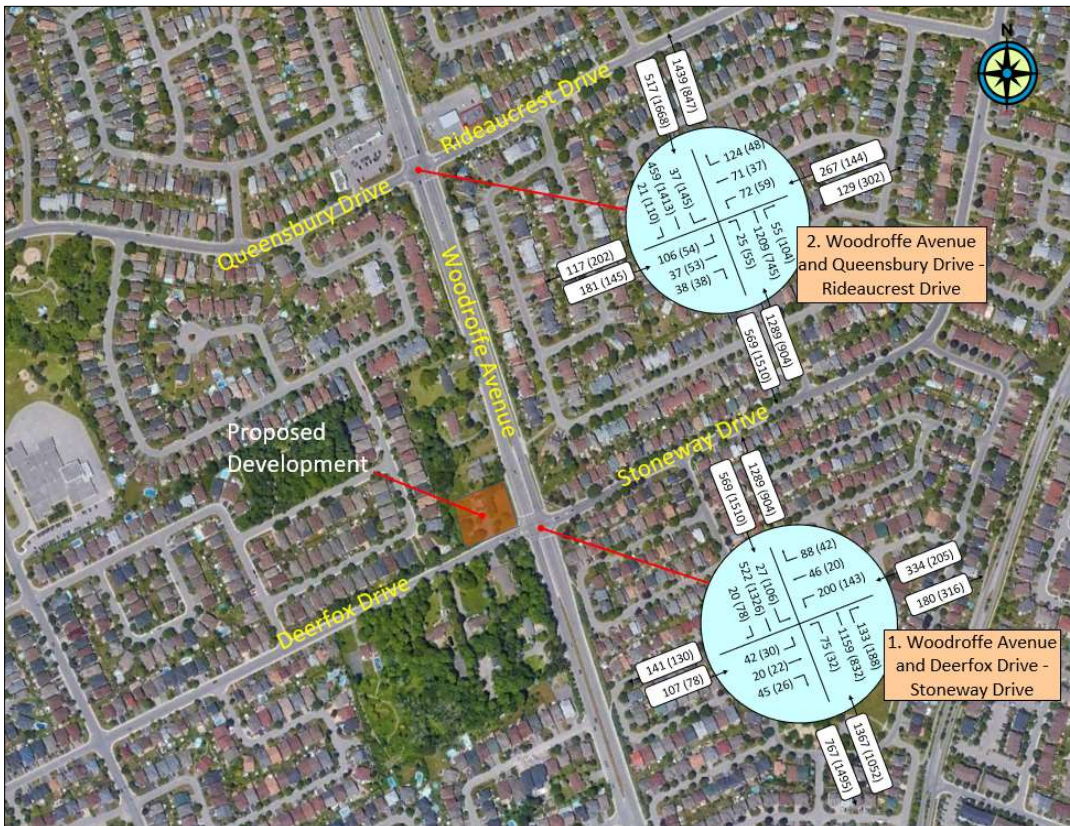 N
Rideaucrest Drive
Queensbury Drive
Woodroffe Avenue
Stoneway Drive
Deerfox Drive
Proposed
Development
517 (1668)
1439 (847)
124 (48)
71 (37)
72 (59)
37 (145)
459 (1413)
21 (110)
267 (144)
129 (302)
117 (202)
181 (145)
106 (54)
37 (53)
38 (38)
55 (104)
1209 (745)
25 (55)
569 (1510)
1289 (904)
2. Woodroffe Avenue
and Queensbury Drive -
Rideaucrest Drive
569 (1510)
1289 (904)
88 (42)
46 (20)
200 (143)
27 (106)
522 (1326)
20 (78)
334 (205)
180 (316)
141 (130)
107 (78)
42 (30)
20 (22)
45 (26)
133 (188)
1159 (832)
75 (32)
767 (1495)
1367 (1052)
1. Woodroffe Avenue
and Deerfox Drive -
Stoneway Drive